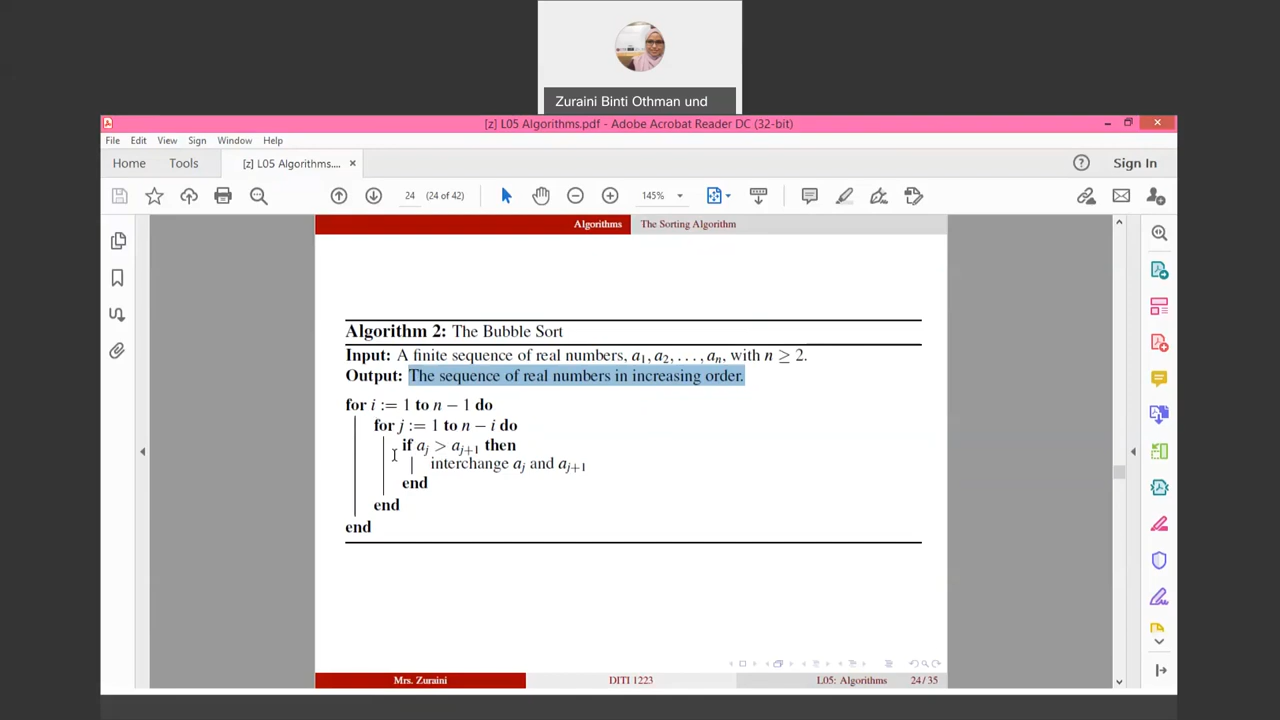 Zuraini Binti Othman und
[z] L05 Algorithms.pdf - Adobe Acrobat Reader DC (32-bit)
File Edit View Sign Window Help
Home Tools [z] L05 Algorithms.... × Sign In
24 (24 of 42) 145%
Algorithms The Sorting Algorithm
Algorithm 2: The Bubble Sort
Input: A finite sequence of real numbers, a₁, a₂, . . . , aₙ, with n ≥ 2.
Output: The sequence of real numbers in increasing order.
for i := 1 to n − 1 do
for j := 1 to n − i do
if aⱼ > aⱼ₊₁ then
interchange aⱼ and aⱼ₊₁
end
end
end
Mrs. Zuraini DITI 1223 L05: Algorithms 24 / 35